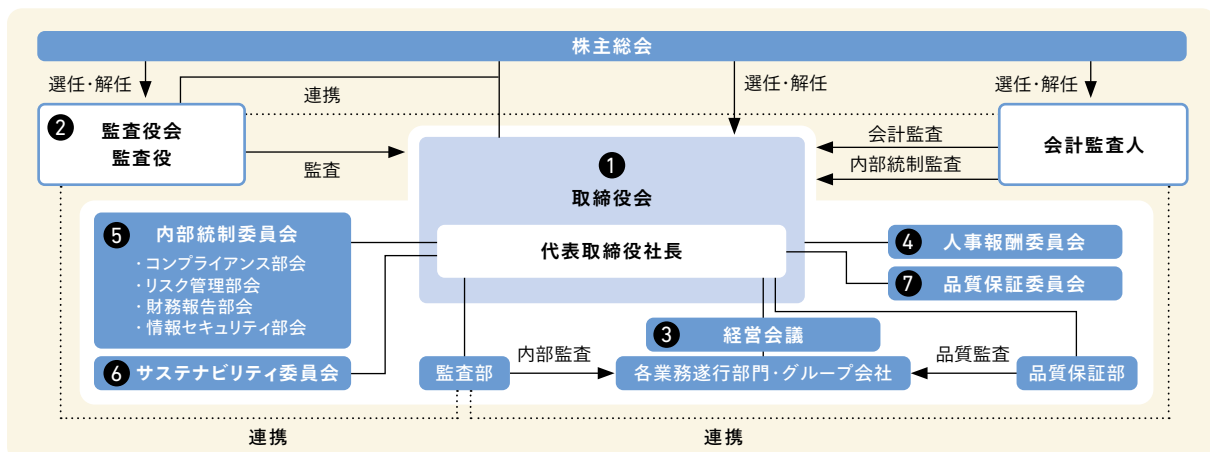 株主総会
選任・解任
連携
選任・解任
選任・解任
❷ 監査役会
監査役
監査
❶
取締役会
代表取締役社長
会計監査
内部統制監査
会計監査人
❺ 内部統制委員会
・コンプライアンス部会
・リスク管理部会
・財務報告部会
・情報セキュリティ部会
❹ 人事報酬委員会
❼ 品質保証委員会
❸ 経営会議
❻ サステナビリティ委員会
監査部
内部監査
各業務遂行部門・グループ会社
品質監査
品質保証部
連携
連携